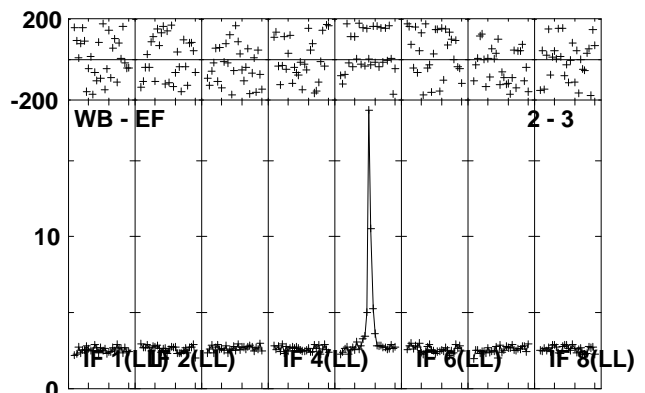 200
-200
WB - EF 2 - 3
10
IF 1(LL) IF 2(LL) IF 4(LL) IF 6(LL) IF 8(LL)
0